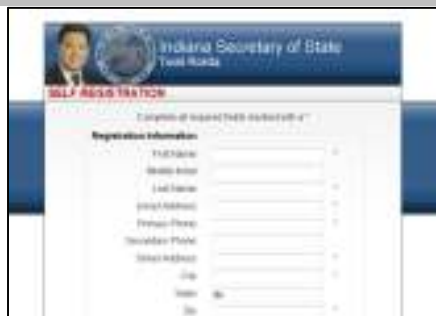 Indiana Secretary of State
Todd Rokita
SELF REGISTRATION
Complete all required fields marked with a *
Registration Information
First Name *
Middle Initial
Last Name *
Email Address *
Primary Phone *
Secondary Phone
Street Address *
City *
State
Zip *